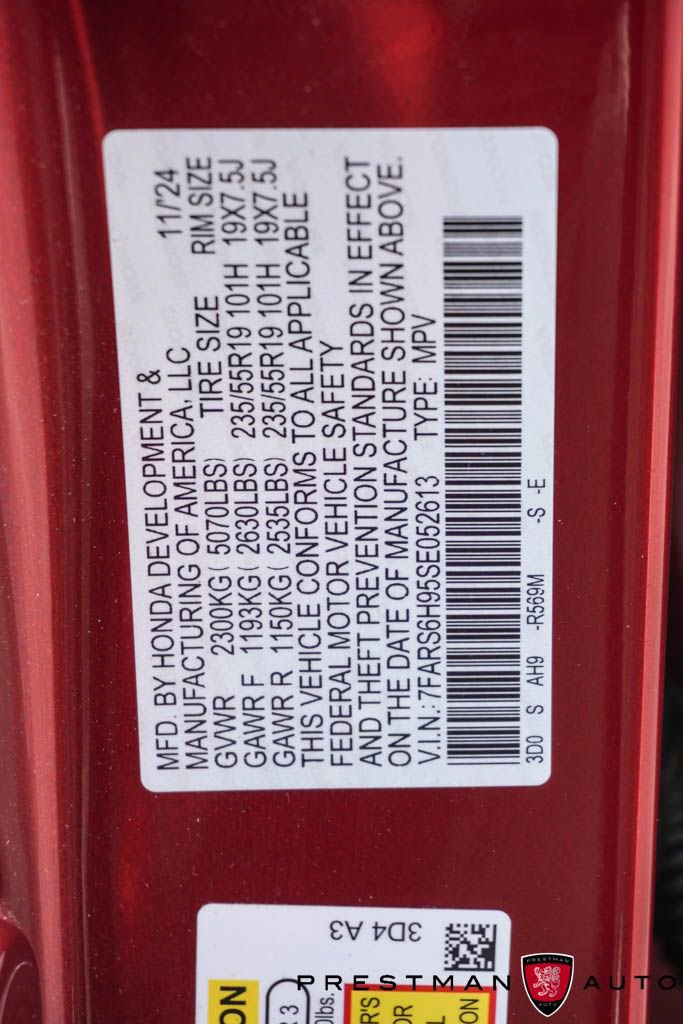 MFD. BY HONDA DEVELOPMENT & 11/'24
MANUFACTURING OF AMERICA, LLC
TIRE SIZE RIM SIZE
GVWR 2300KG ( 5070LBS)
GAWR F 1193KG ( 2630LBS) 235/55R19 101H 19X7.5J
GAWR R 1150KG ( 2535LBS) 235/55R19 101H 19X7.5J
THIS VEHICLE CONFORMS TO ALL APPLICABLE
FEDERAL MOTOR VEHICLE SAFETY
AND THEFT PREVENTION STANDARDS IN EFFECT
ON THE DATE OF MANUFACTURE SHOWN ABOVE.
V.I.N.: 7FARS6H95SE052613 TYPE: MPV
3D0 S AH9 -R569M -S -E
3D4 A3
PRESTMAN
PRESTMAN AUTO